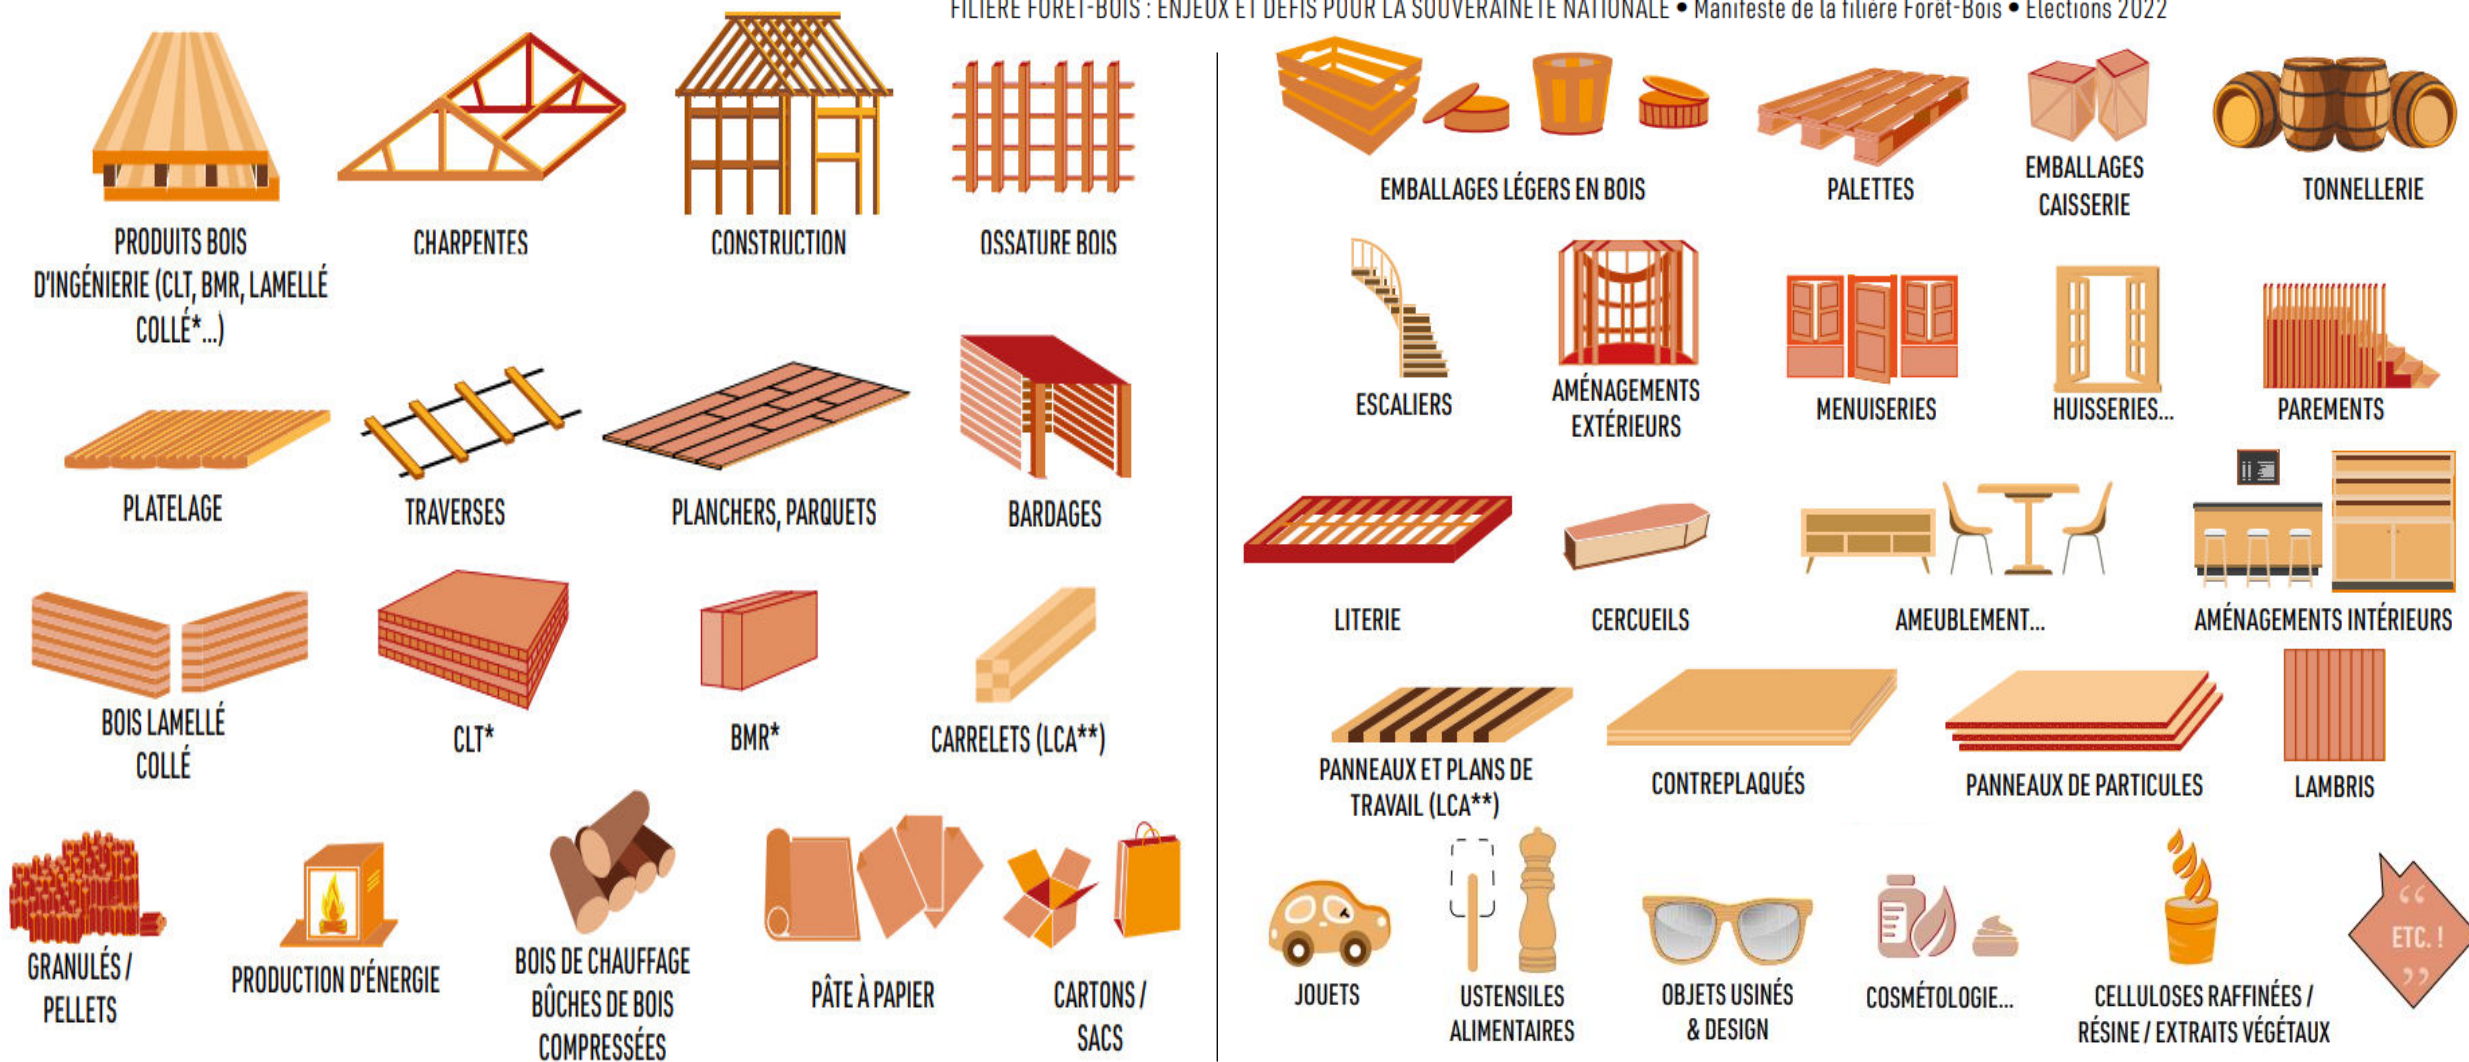 FILIÈRE FORÊT-BOIS : ENJEUX ET DÉFIS POUR LA SOUVERAINETÉ NATIONALE • Manifeste de la filière Forêt-Bois • Élections 2022
PRODUITS BOIS
D'INGÉNIERIE (CLT, BMR, LAMELLÉ
COLLÉ*...)
CHARPENTES
CONSTRUCTION
OSSATURE BOIS
PLATELAGE
TRAVERSES
PLANCHERS, PARQUETS
BARDAGES
BOIS LAMELLÉ
COLLÉ
CLT*
BMR*
CARRELETS (LCA**)
GRANULÉS /
PELLETS
PRODUCTION D'ÉNERGIE
BOIS DE CHAUFFAGE
BÛCHES DE BOIS
COMPRESSÉES
PÂTE À PAPIER
CARTONS /
SACS
EMBALLAGES LÉGERS EN BOIS
PALETTES
EMBALLAGES
CAISSERIE
TONNELLERIE
ESCALIERS
AMÉNAGEMENTS
EXTÉRIEURS
MENUISERIES
HUISSERIES...
PAREMENTS
LITERIE
CERCUEILS
AMEUBLEMENT...
AMÉNAGEMENTS INTÉRIEURS
PANNEAUX ET PLANS DE
TRAVAIL (LCA**)
CONTREPLAQUÉS
PANNEAUX DE PARTICULES
LAMBRIS
JOUETS
USTENSILES
ALIMENTAIRES
OBJETS USINÉS
& DESIGN
COSMÉTOLOGIE...
CELLULOSES RAFFINÉES /
RÉSINE / EXTRAITS VÉGÉTAUX
“
ETC. !
”